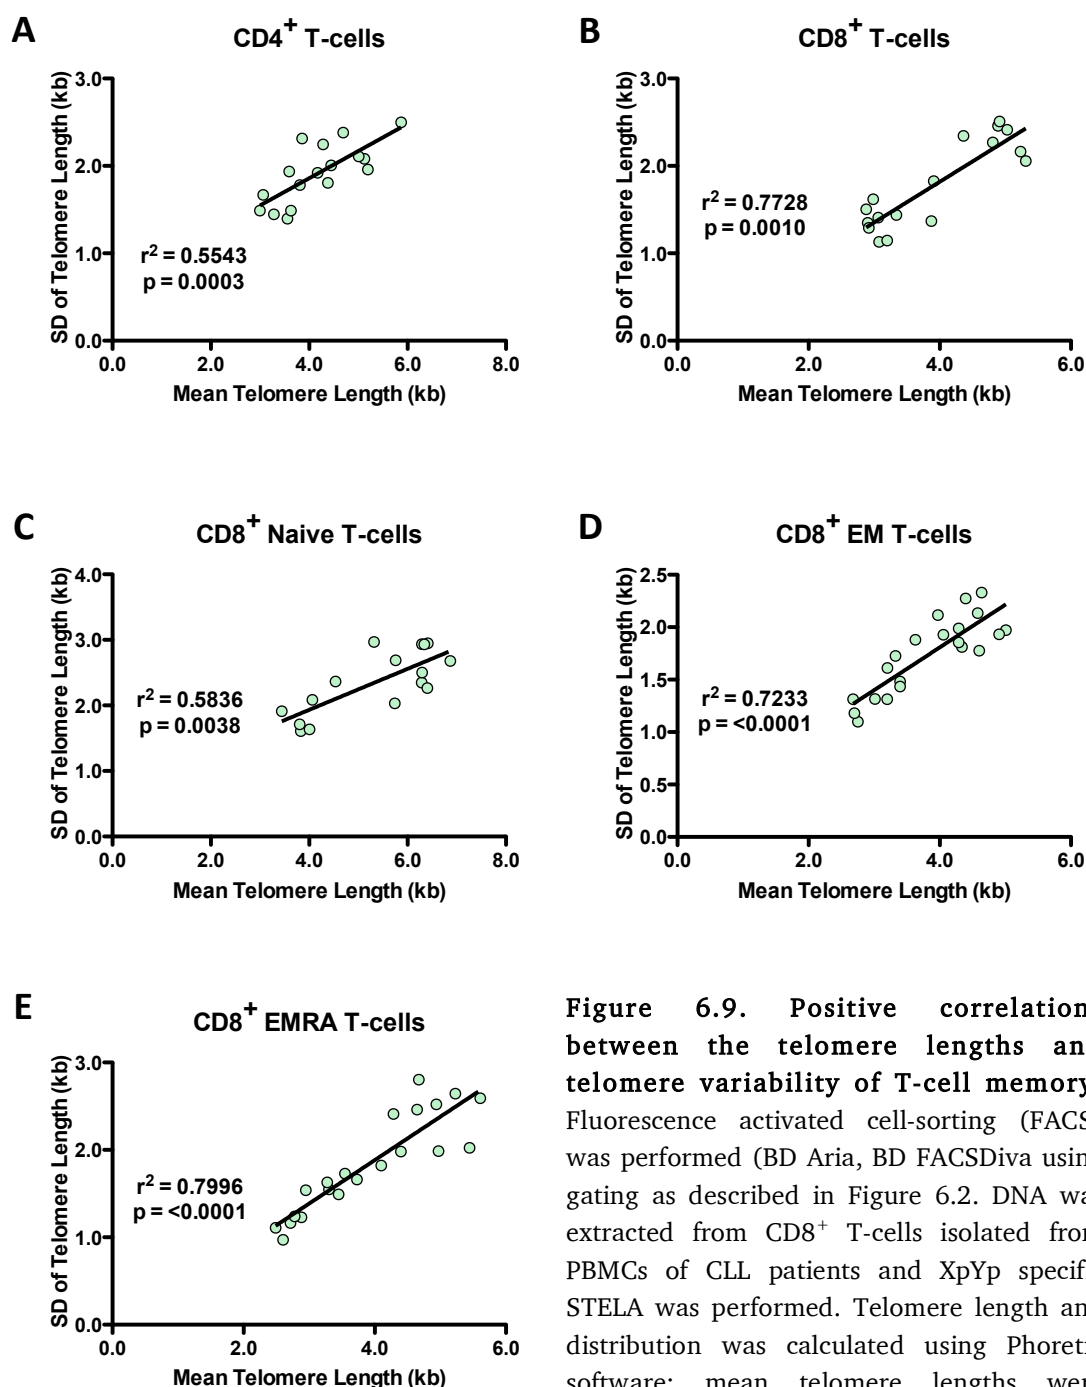 A
CD4+ T-cells
SD of Telomere Length (kb)
3.0
2.0
1.0
0.0
r2 = 0.5543
p = 0.0003
0.0 2.0 4.0 6.0 8.0
Mean Telomere Length (kb)
B
CD8+ T-cells
SD of Telomere Length (kb)
3.0
2.0
1.0
0.0
r2 = 0.7728
p = 0.0010
0.0 2.0 4.0 6.0
Mean Telomere Length (kb)
C
CD8+ Naive T-cells
SD of Telomere Length (kb)
4.0
3.0
2.0
1.0
0.0
r2 = 0.5836
p = 0.0038
0.0 2.0 4.0 6.0 8.0
Mean Telomere Length (kb)
D
CD8+ EM T-cells
SD of Telomere Length (kb)
2.5
2.0
1.5
1.0
0.5
0.0
r2 = 0.7233
p = <0.0001
0.0 2.0 4.0 6.0
Mean Telomere Length (kb)
E
CD8+ EMRA T-cells
SD of Telomere Length (kb)
3.0
2.0
1.0
0.0
r2 = 0.7996
p = <0.0001
0.0 2.0 4.0 6.0
Mean Telomere Length (kb)
Figure 6.9. Positive correlation
between the telomere lengths an
telomere variability of T-cell memory
Fluorescence activated cell-sorting (FACS
was performed (BD Aria, BD FACSDiva usin
gating as described in Figure 6.2. DNA wa
extracted from CD8+ T-cells isolated from
PBMCs of CLL patients and XpYp specifi
STELA was performed. Telomere length an
distribution was calculated using Phoreti
software; mean telomere lengths wer